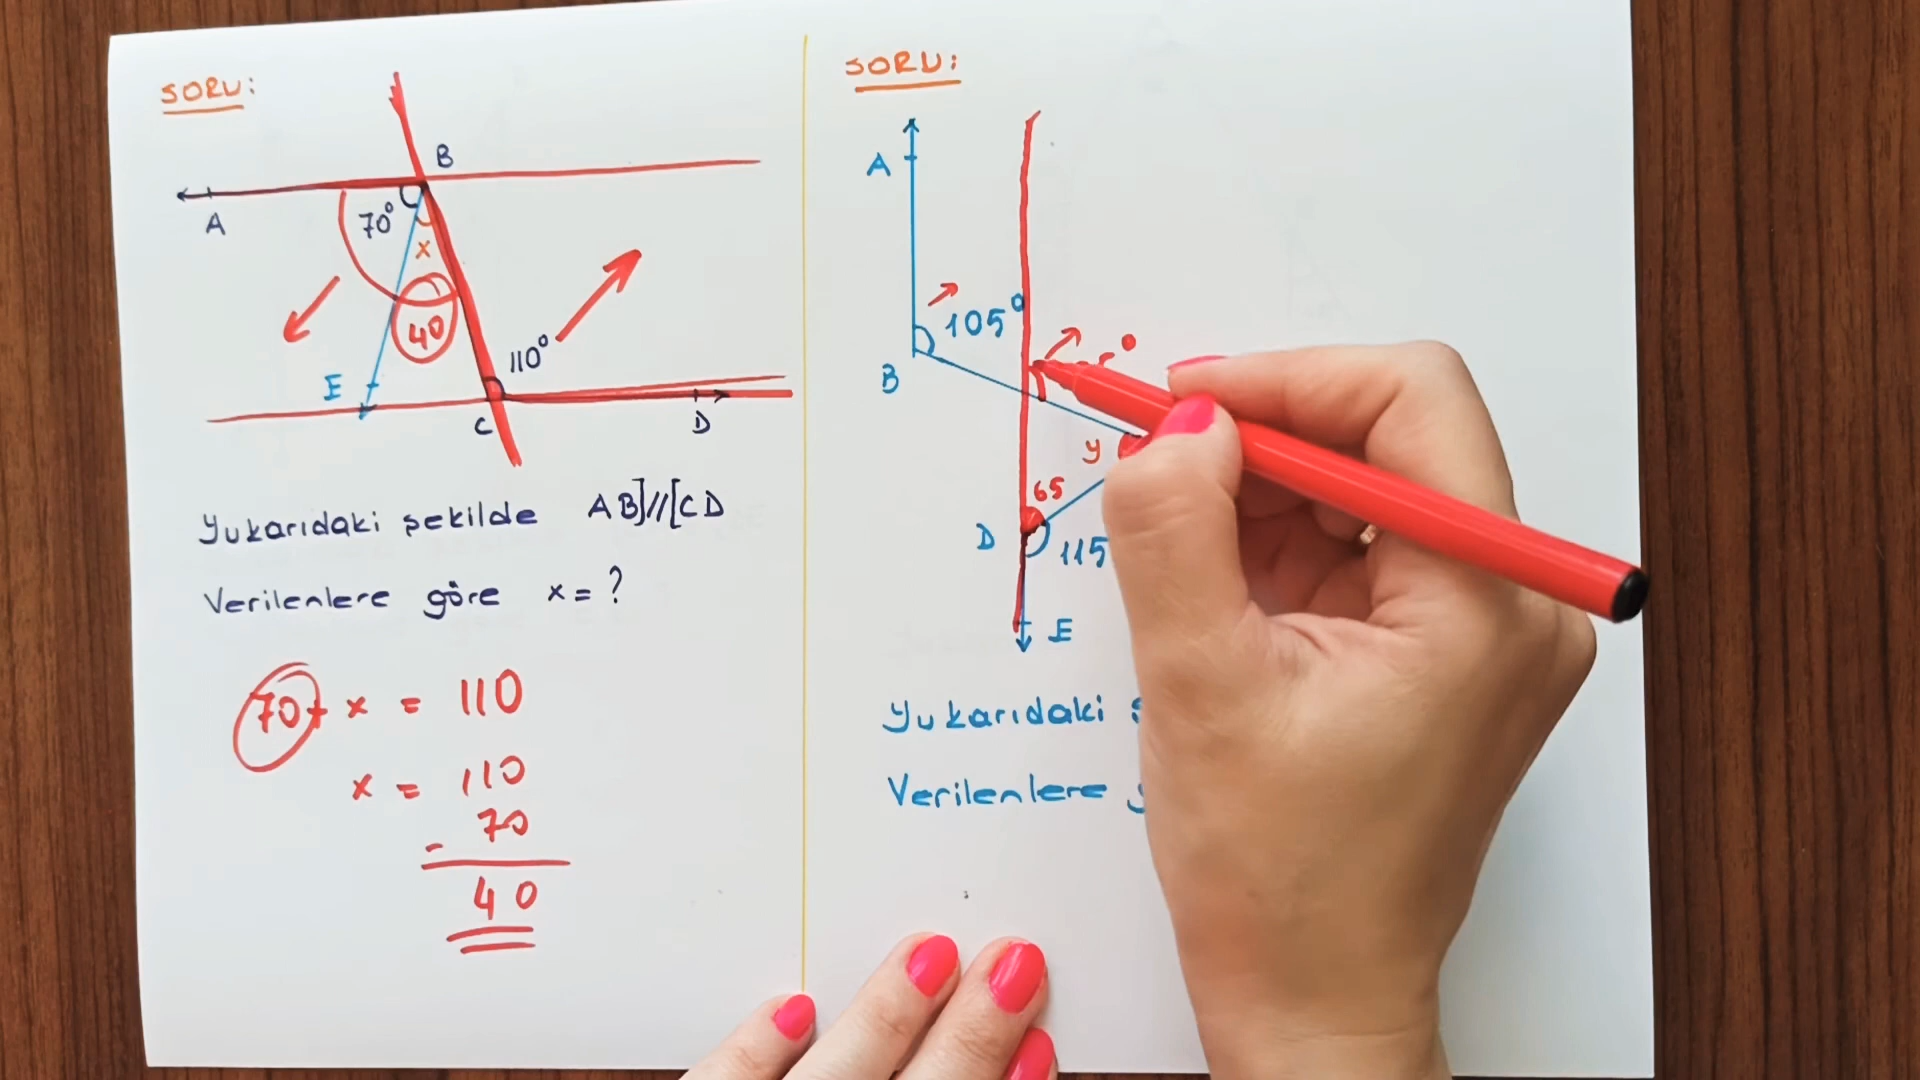 SORU:
B
A
70°
x
40
E
110°
C
D
Yukarıdaki şekilde AB]//[CD
Verilenlere göre x = ?
70+ x = 110
x = 110
- 70
40
SORU:
A
105°
B
y
65
D
115
E
Yukarıdaki
Verilenlere